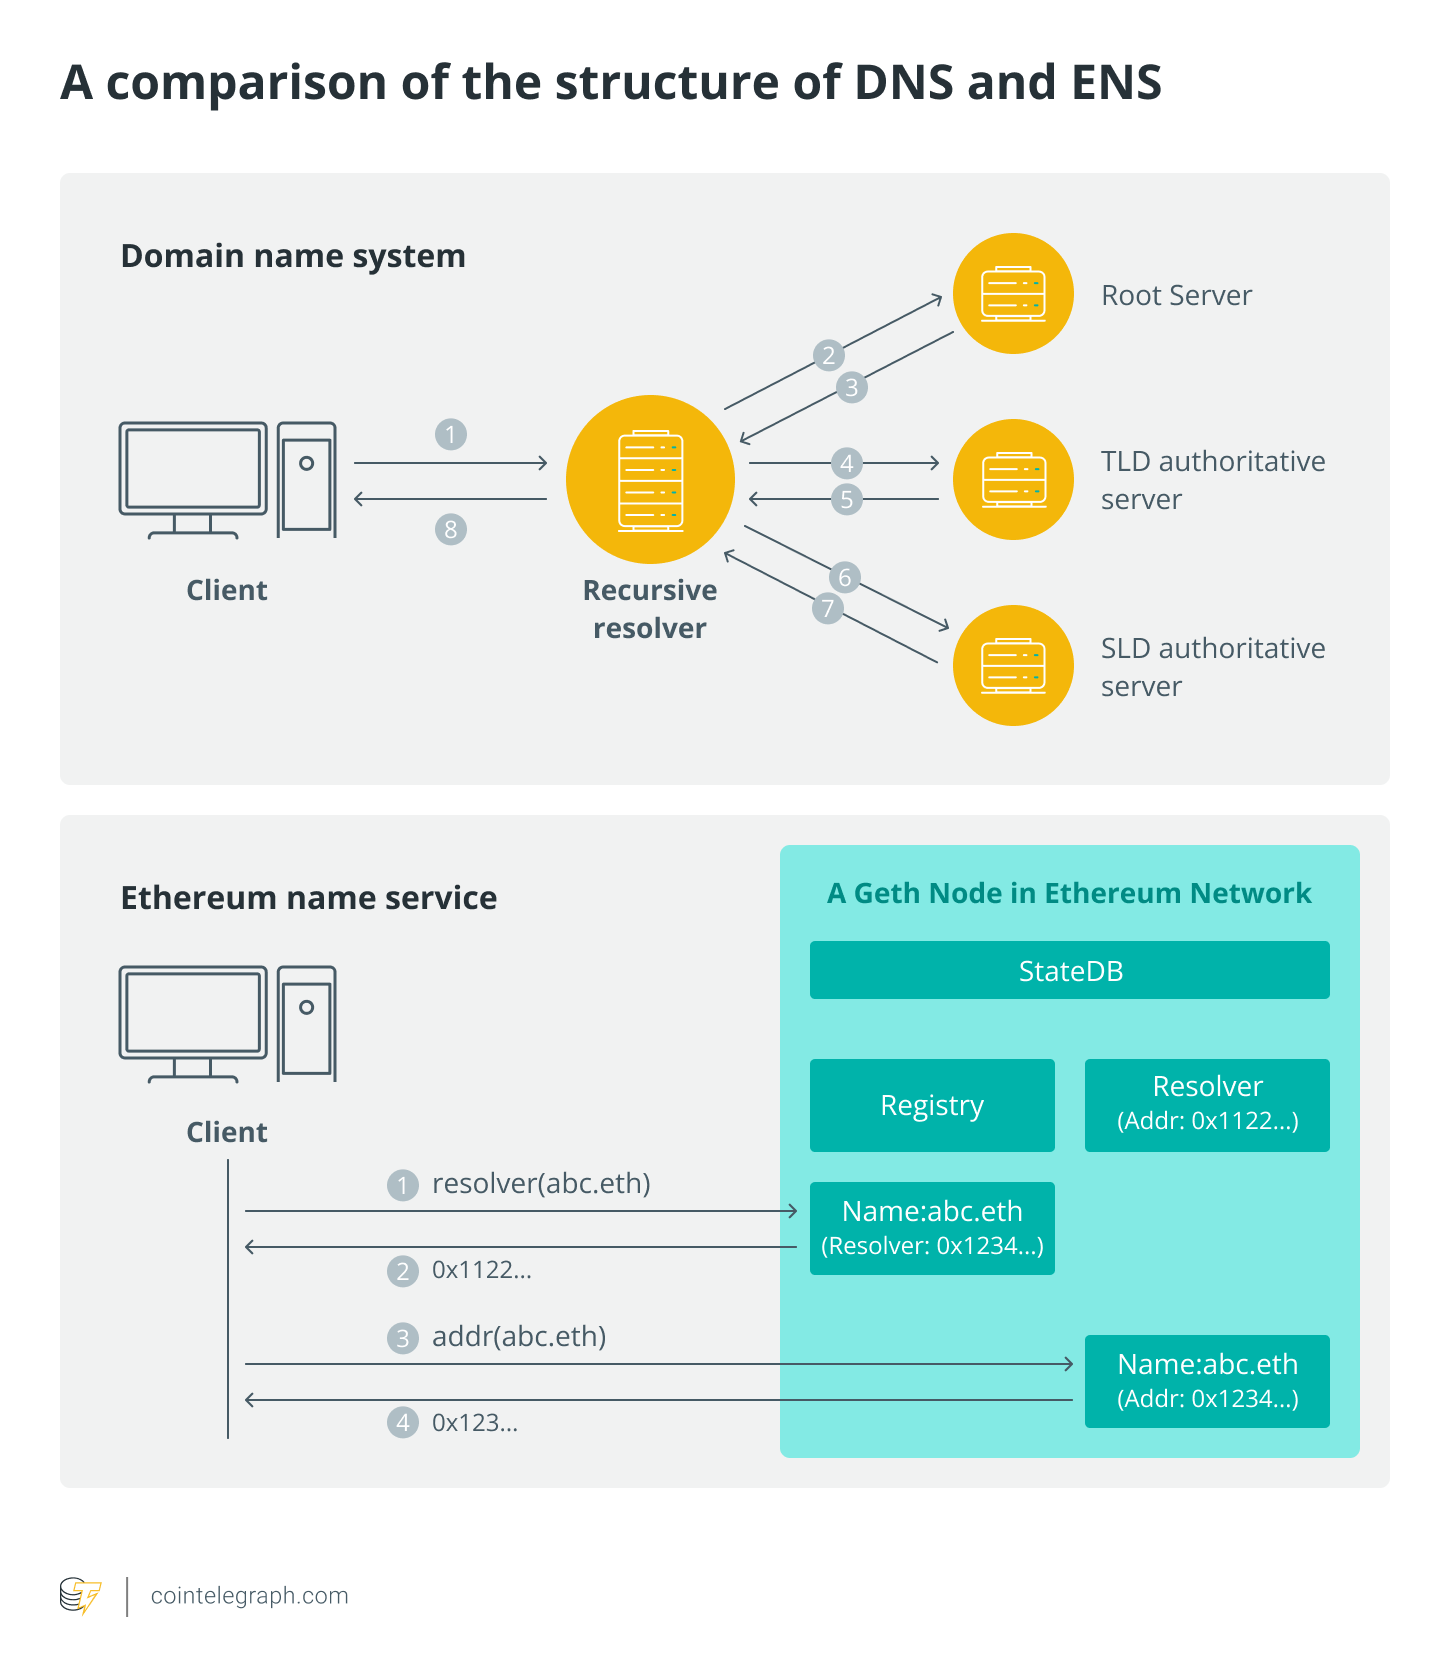 A comparison of the structure of DNS and ENS
Domain name system
Root Server
2
3
1
4
5
TLD authoritative
server
8
6
7
Client
Recursive
resolver
SLD authoritative
server
Ethereum name service
A Geth Node in Ethereum Network
StateDB
Registry
Resolver
(Addr: 0x1122...)
Client
1 resolver(abc.eth)
Name:abc.eth
(Resolver: 0x1234...)
2 0x1122...
3 addr(abc.eth)
Name:abc.eth
(Addr: 0x1234...)
4 0x123...
cointelegraph.com